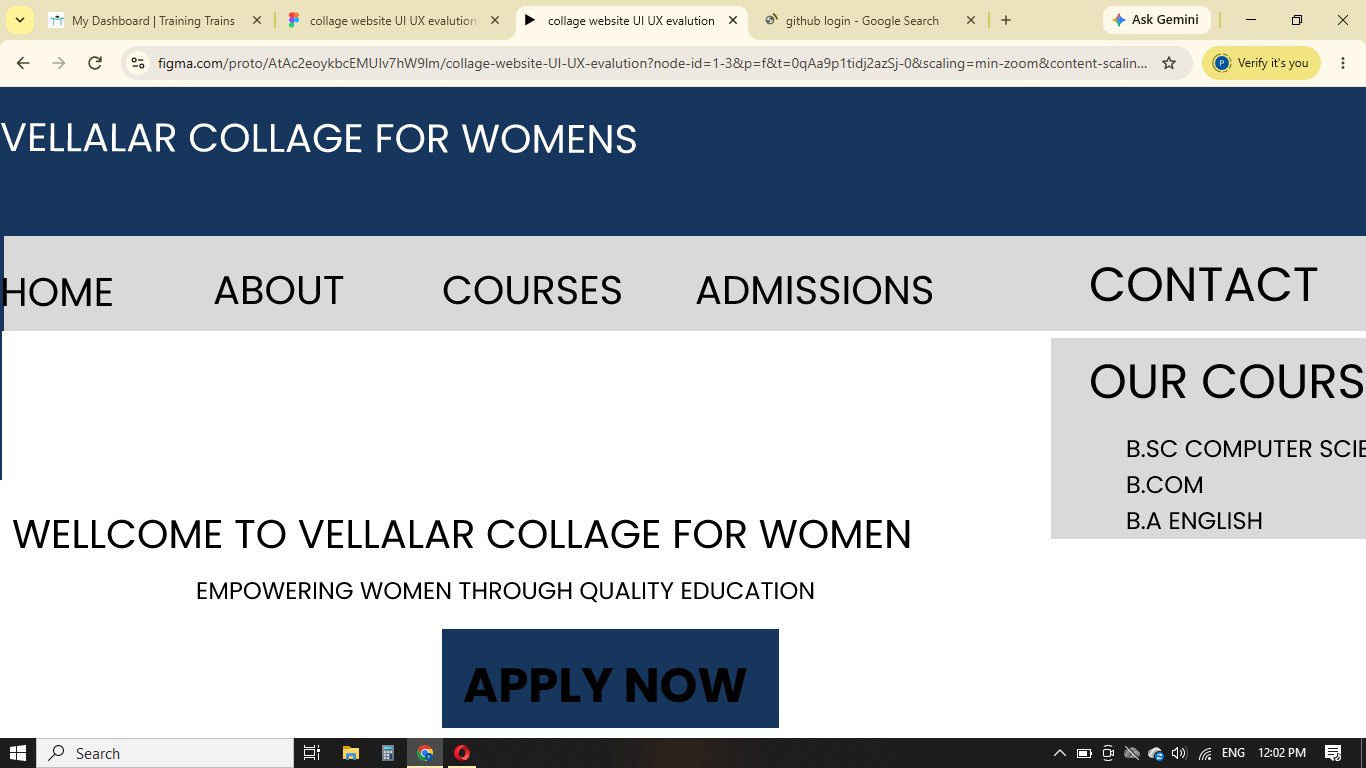 My Dashboard | Training Trains
collage website UI UX evalution
collage website UI UX evalution
github login - Google Search
Ask Gemini
figma.com/proto/AtAc2eoykbcEMUIv7hW9lm/collage-website-UI-UX-evalution?node-id=1-3&p=f&t=0qAa9p1tidj2azSj-0&scaling=min-zoom&content-scalin...
Verify it's you
VELLALAR COLLAGE FOR WOMENS
HOME ABOUT COURSES ADMISSIONS CONTACT
OUR COURS
B.SC COMPUTER SCIE
B.COM
B.A ENGLISH
WELLCOME TO VELLALAR COLLAGE FOR WOMEN
EMPOWERING WOMEN THROUGH QUALITY EDUCATION
APPLY NOW
Search
ENG
12:02 PM